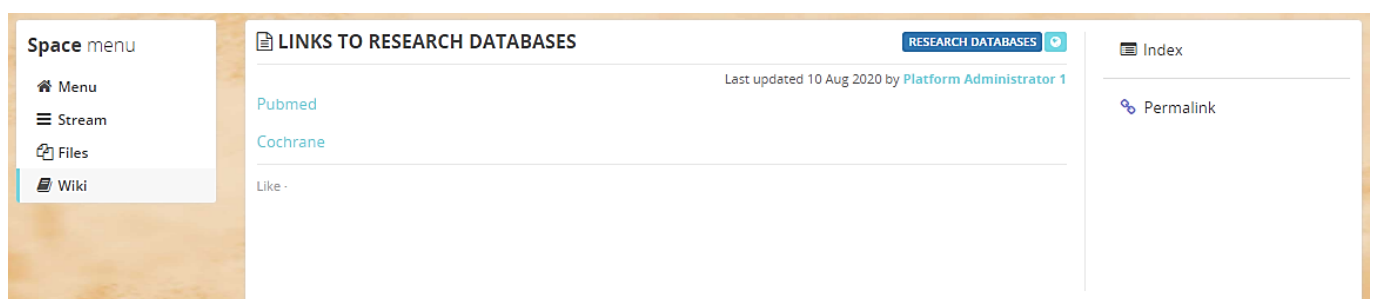 Space menu
Menu
Stream
Files
Wiki
LINKS TO RESEARCH DATABASES
RESEARCH DATABASES
Last updated 10 Aug 2020 by Platform Administrator 1
Pubmed
Cochrane
Like ·
Index
Permalink